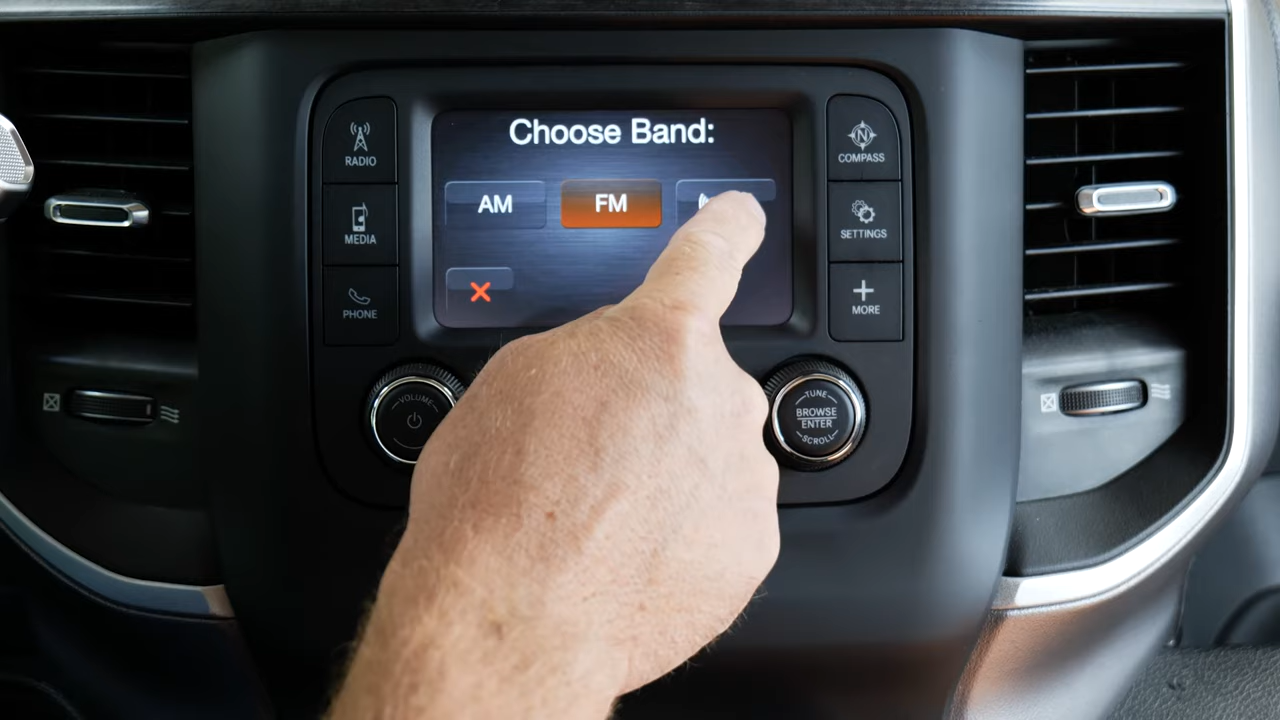 Choose Band:
AM
FM
RADIO
MEDIA
PHONE
N
COMPASS
SETTINGS
MORE
VOLUME
TUNE
BROWSE
ENTER
SCROLL